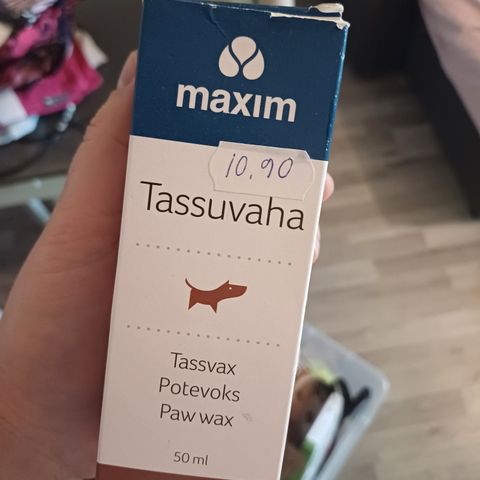 maxim
10.90
Tassuvaha
Tassvax
Potevoks
Paw wax
50 ml